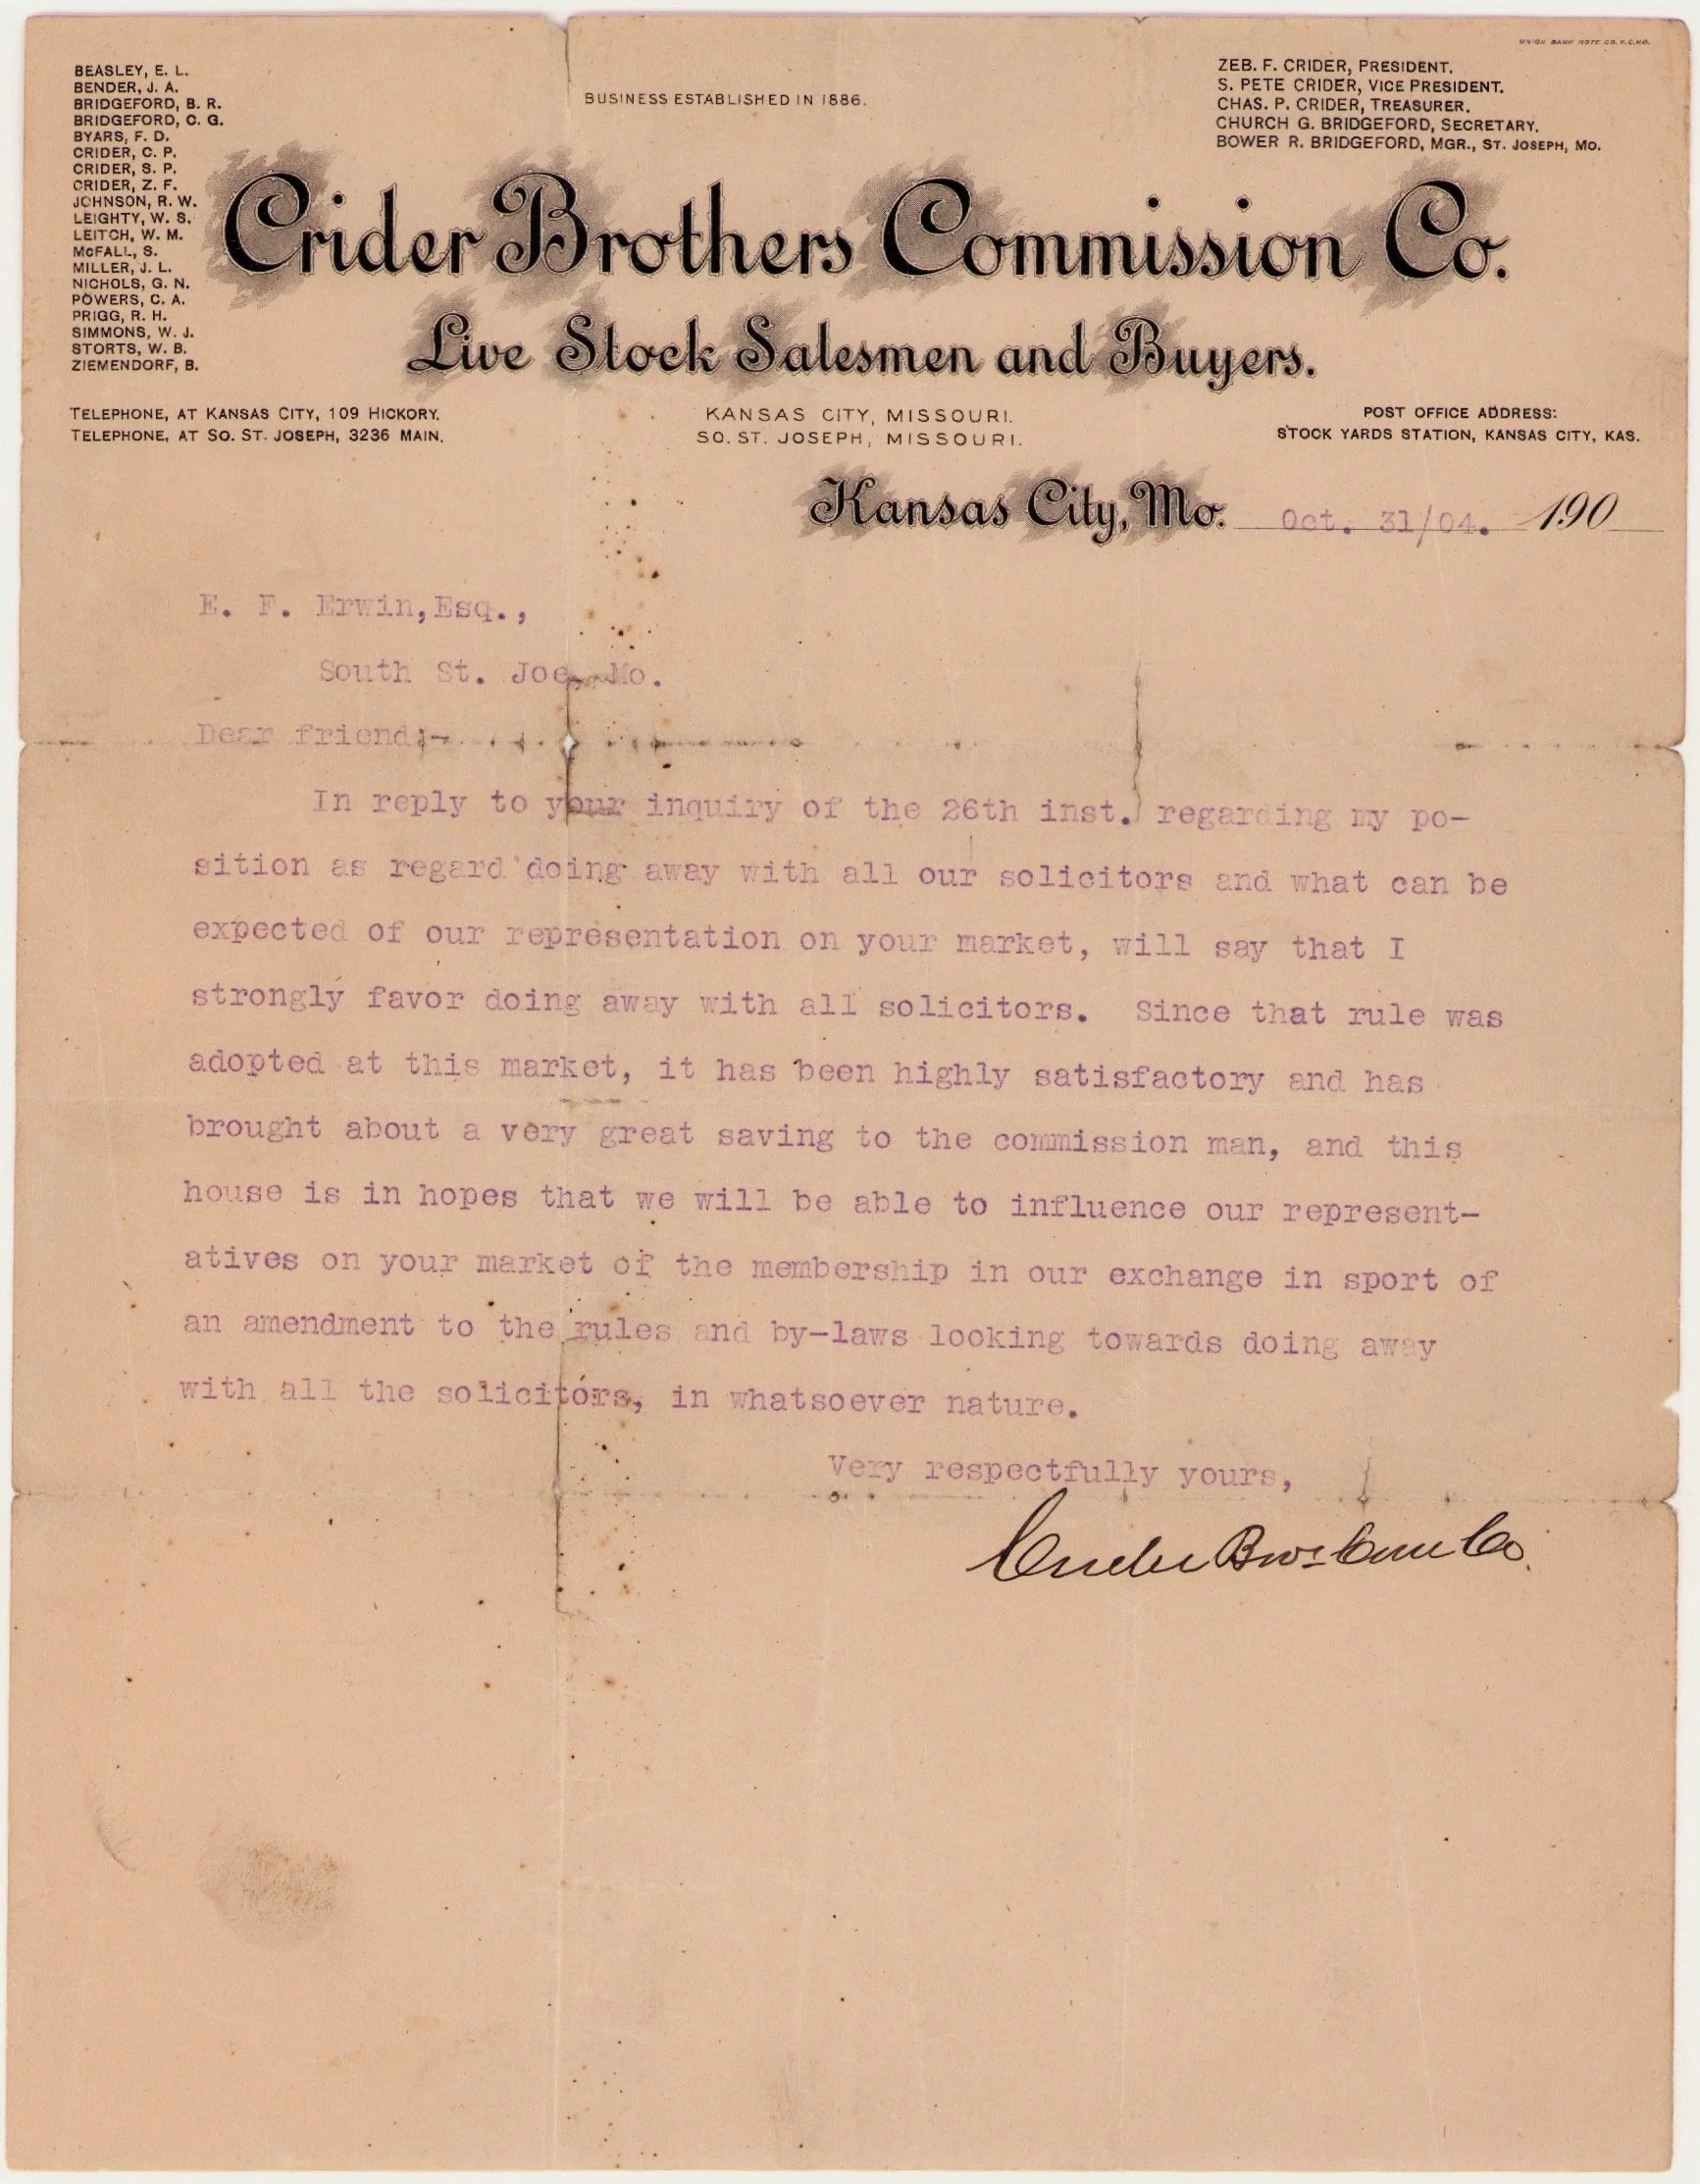 UNION BANK NOTE CO. K.C.MO.
BEASLEY, E. L.
BENDER, J. A.
BRIDGEFORD, B. R.
BRIDGEFORD, C. G.
BYARS, F. D.
CRIDER, C. P.
CRIDER, S. P.
CRIDER, Z. F.
JOHNSON, R. W.
LEIGHTY, W. S.
LEITCH, W. M.
McFALL, S.
MILLER, J. L.
NICHOLS, G. N.
POWERS, C. A.
PRIGG, R. H.
SIMMONS, W. J.
STORTS, W. B.
ZIEMENDORF, B.
BUSINESS ESTABLISHED IN 1886.
ZEB. F. CRIDER, PRESIDENT.
S. PETE CRIDER, VICE PRESIDENT.
CHAS. P. CRIDER, TREASURER.
CHURCH G. BRIDGEFORD, SECRETARY.
BOWER R. BRIDGEFORD, MGR., ST. JOSEPH, MO.
Crider Brothers Commission Co.
Live Stock Salesmen and Buyers.
TELEPHONE, AT KANSAS CITY, 109 HICKORY.
TELEPHONE, AT SO. ST. JOSEPH, 3236 MAIN.
KANSAS CITY, MISSOURI.
SO. ST. JOSEPH, MISSOURI.
POST OFFICE ADDRESS:
STOCK YARDS STATION, KANSAS CITY, KAS.
Kansas City, Mo. Oct. 31/04. 190
E. F. Erwin,Esq.,
South St. Joe, Mo.
Dear friend;-
In reply to your inquiry of the 26th inst. regarding my po-
sition as regard doing away with all our solicitors and what can be
expected of our representation on your market, will say that I
strongly favor doing away with all solicitors. Since that rule was
adopted at this market, it has been highly satisfactory and has
brought about a very great saving to the commission man, and this
house is in hopes that we will be able to influence our represent-
atives on your market of the membership in our exchange in sport of
an amendment to the rules and by-laws looking towards doing away
with all the solicitors, in whatsoever nature.
Very respectfully yours,
Crider Bros Com Co.